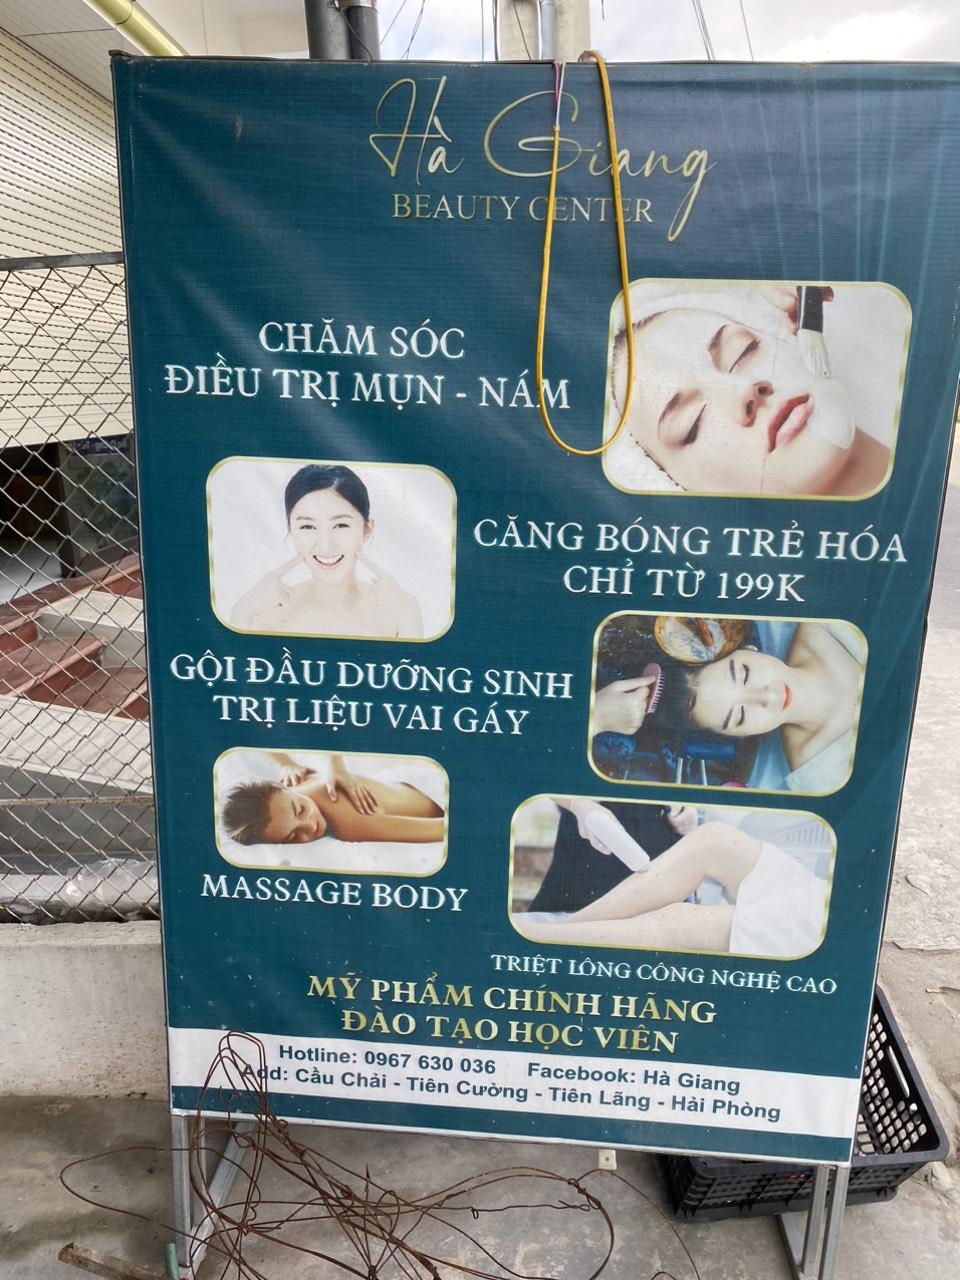 Hà Giang
BEAUTY CENTER
CHĂM SÓC
ĐIỀU TRỊ MỤN - NÁM
CĂNG BÓNG TRẺ HÓA
CHỈ TỪ 199K
GỘI ĐẦU DƯỠNG SINH
TRỊ LIỆU VAI GÁY
MASSAGE BODY
TRIỆT LÔNG CÔNG NGHỆ CAO
MỸ PHẨM CHÍNH HÃNG
ĐÀO TẠO HỌC VIÊN
Hotline: 0967 630 036 Facebook: Hà Giang
Add: Cầu Chải - Tiên Cường - Tiên Lãng - Hải Phòng